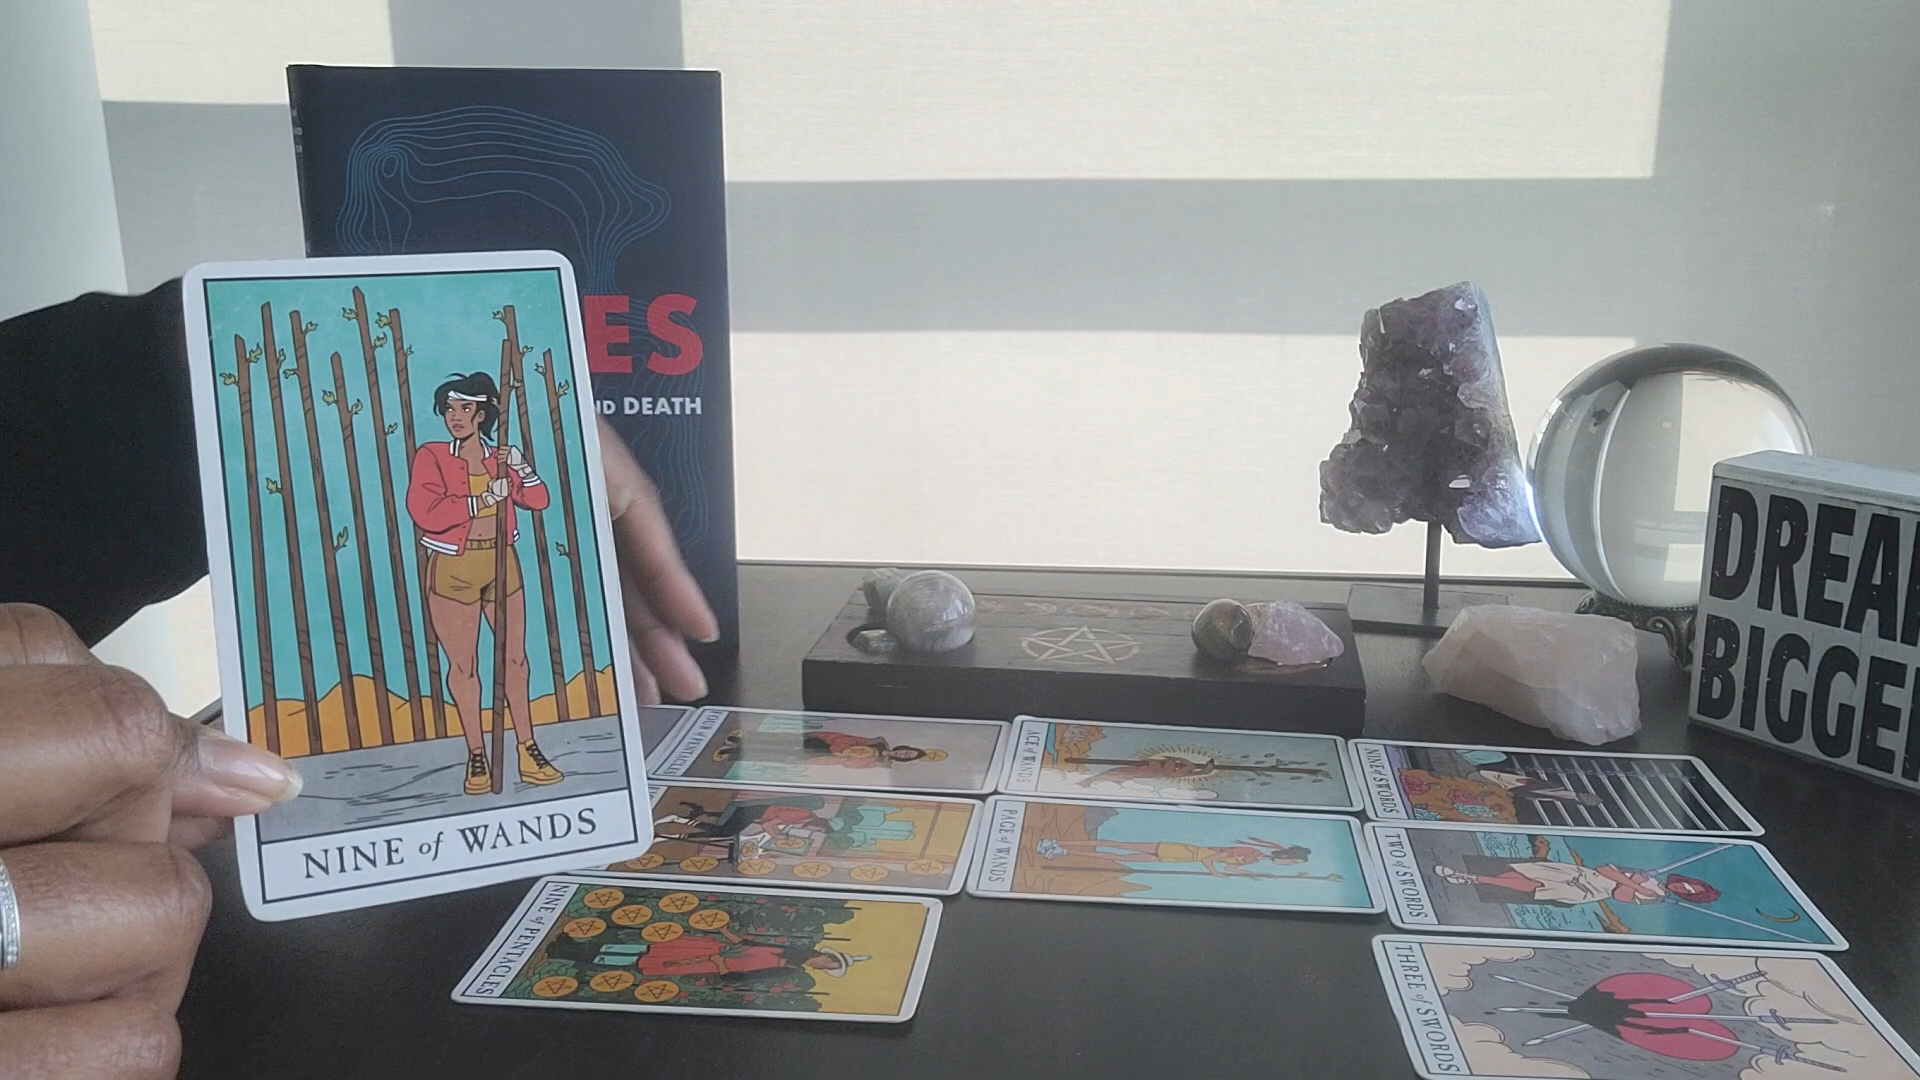 ES
ND DEATH
NINE of WANDS
FOUR of PENTACLES
ACE of WANDS
NINE of SWORDS
PAGE of WANDS
TWO of SWORDS
NINE of PENTACLES
THREE of SWORDS
DREA
BIGGE